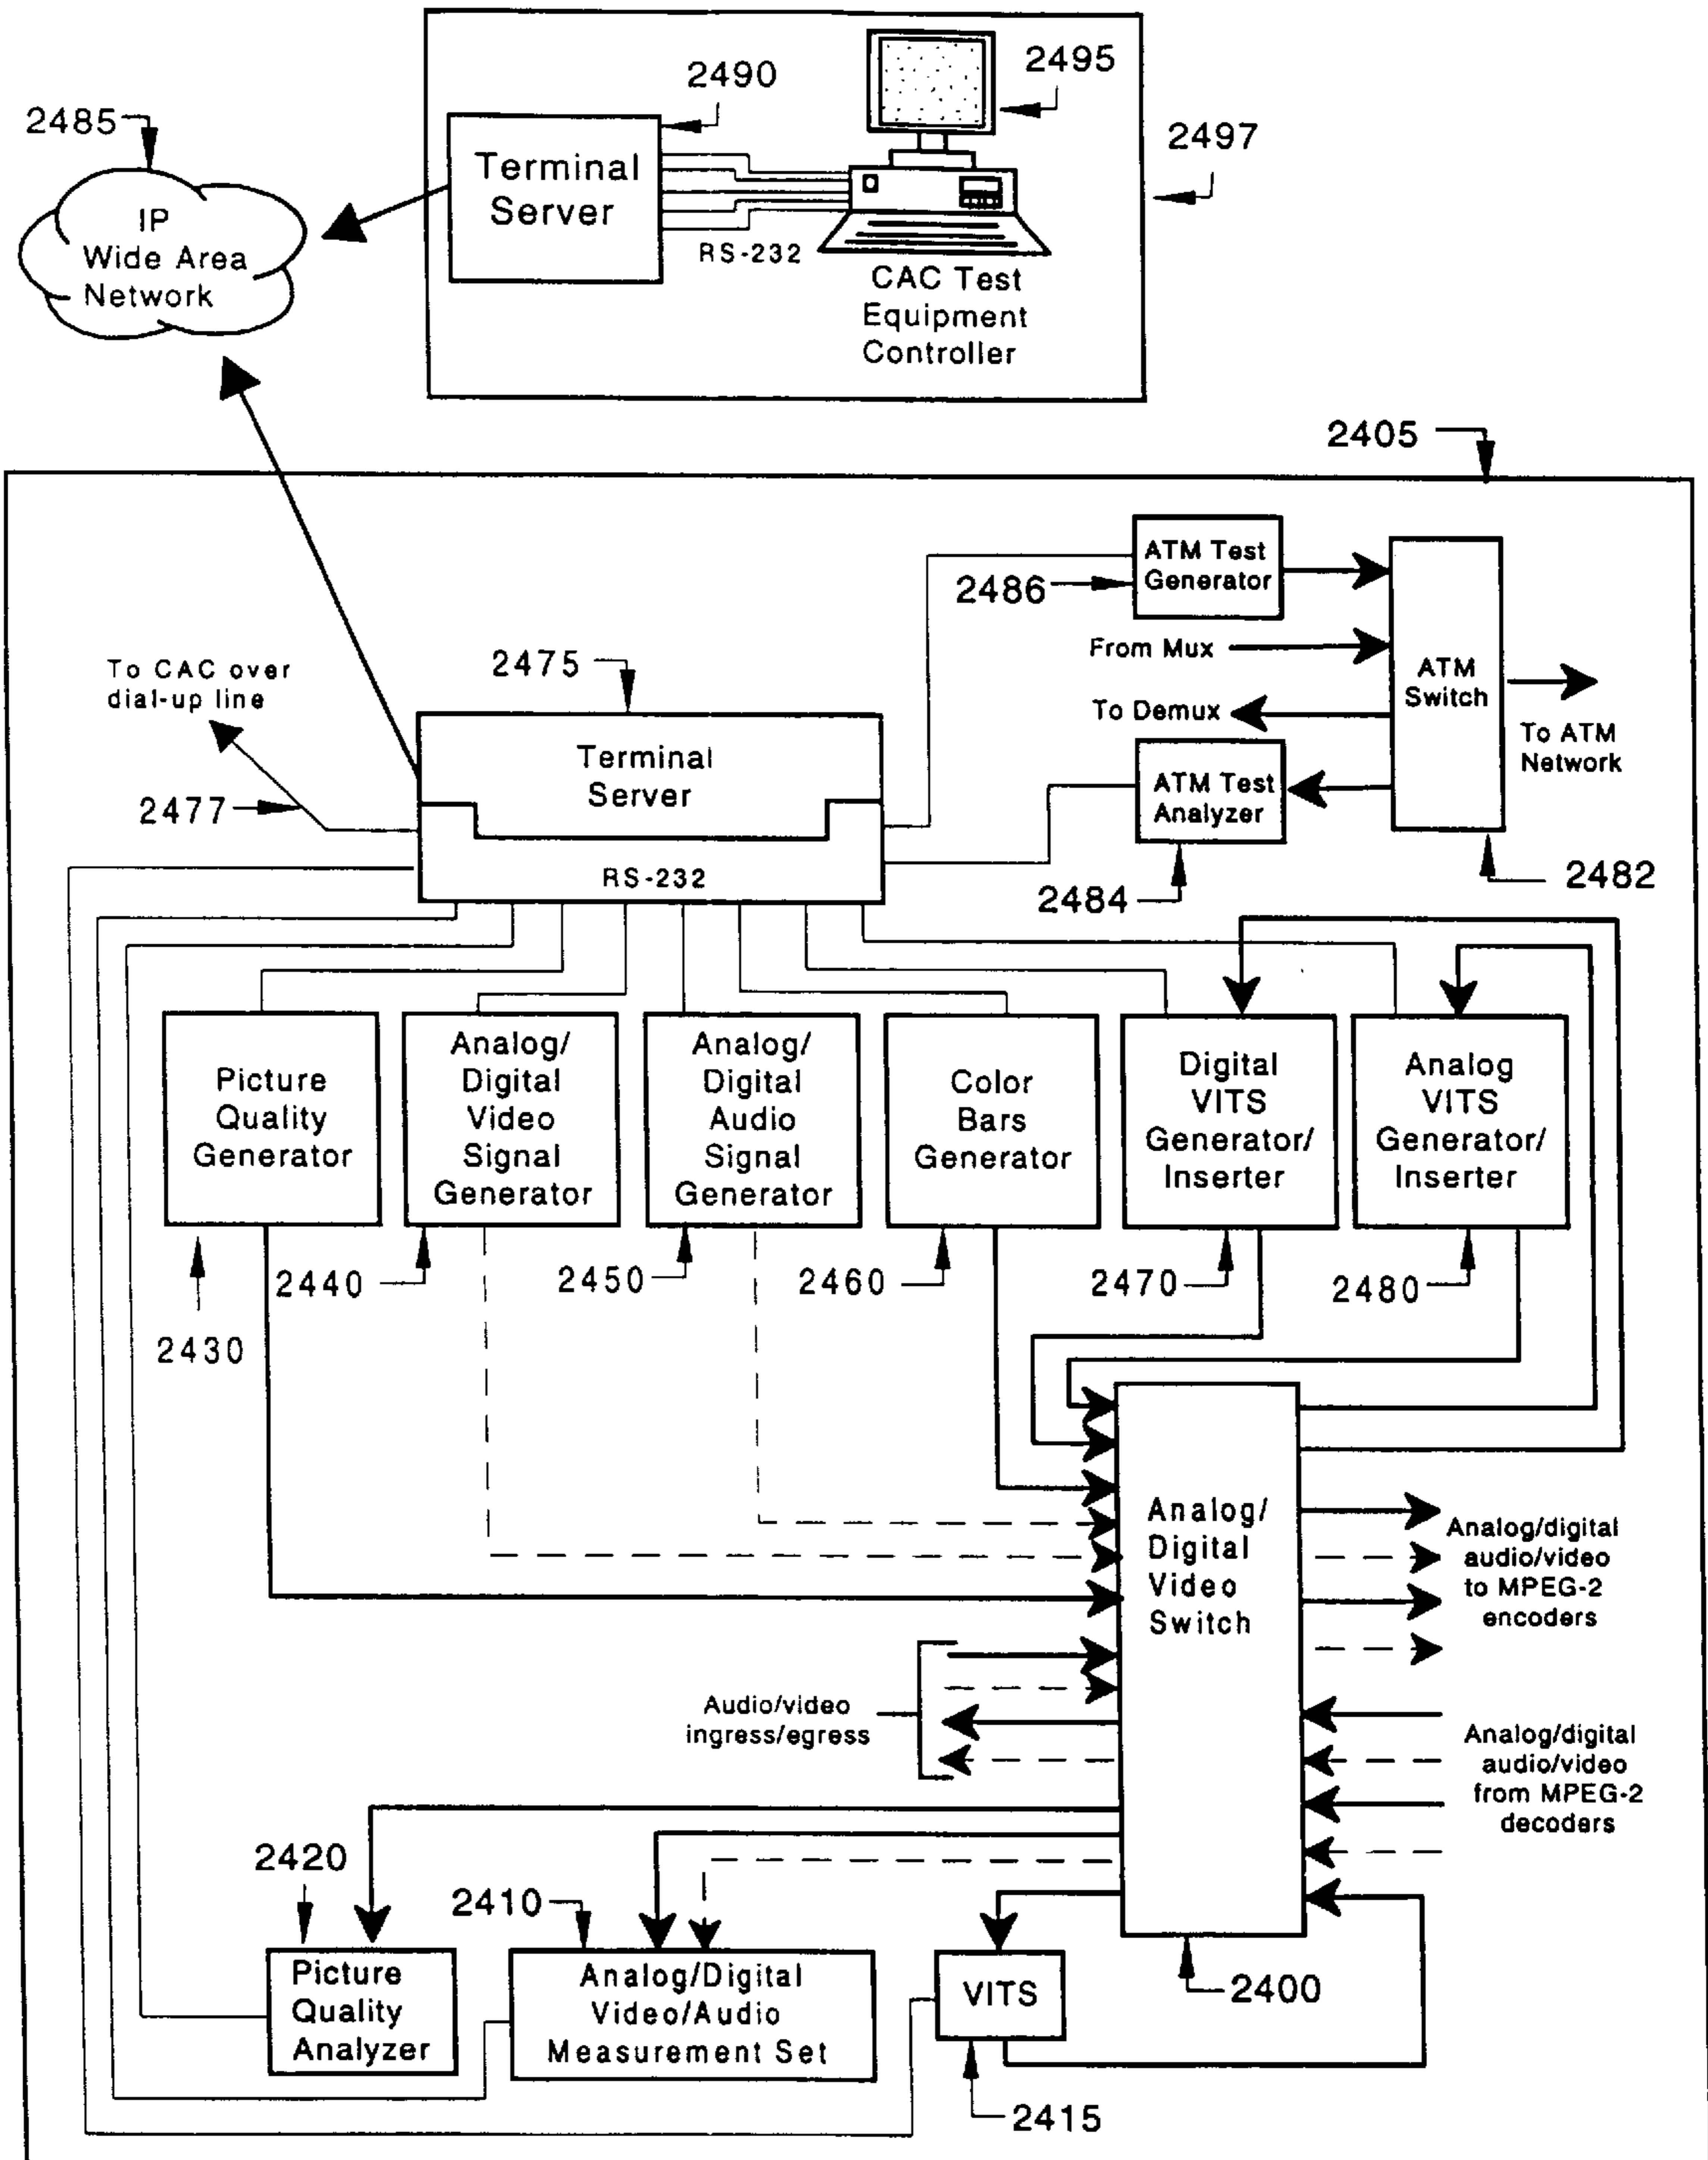 2490
2495
2485
2497
Terminal
Server
IP
Wide Area
Network
RS-232
CAC Test
Equipment
Controller
2405
ATM Test
Generator
2486
From Mux
ATM
Switch
To CAC over
dial-up line
2475
To Demux
To ATM
Network
Terminal
Server
ATM Test
Analyzer
2477
RS-232
2484
2482
Picture
Quality
Generator
Analog/
Digital
Video
Signal
Generator
Analog/
Digital
Audio
Signal
Generator
Color
Bars
Generator
Digital
VITS
Generator/
Inserter
Analog
VITS
Generator/
Inserter
2430
2440
2450
2460
2470
2480
Analog/
Digital
Video
Switch
Analog/digital
audio/video
to MPEG-2
encoders
Audio/video
ingress/egress
Analog/digital
audio/video
from MPEG-2
decoders
2420
2410
Picture
Quality
Analyzer
Analog/Digital
Video/Audio
Measurement Set
VITS
2400
2415